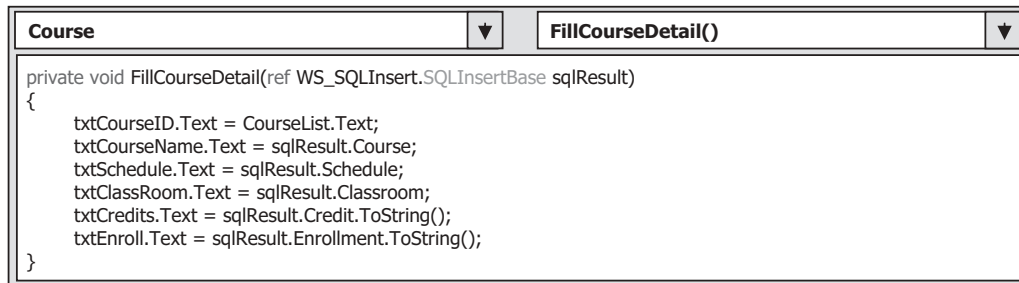 Course
FillCourseDetail()
private void FillCourseDetail(ref WS_SQLInsert.SQLInsertBase sqlResult)
{
txtCourseID.Text = CourseList.Text;
txtCourseName.Text = sqlResult.Course;
txtSchedule.Text = sqlResult.Schedule;
txtClassRoom.Text = sqlResult.Classroom;
txtCredits.Text = sqlResult.Credit.ToString();
txtEnroll.Text = sqlResult.Enrollment.ToString();
}